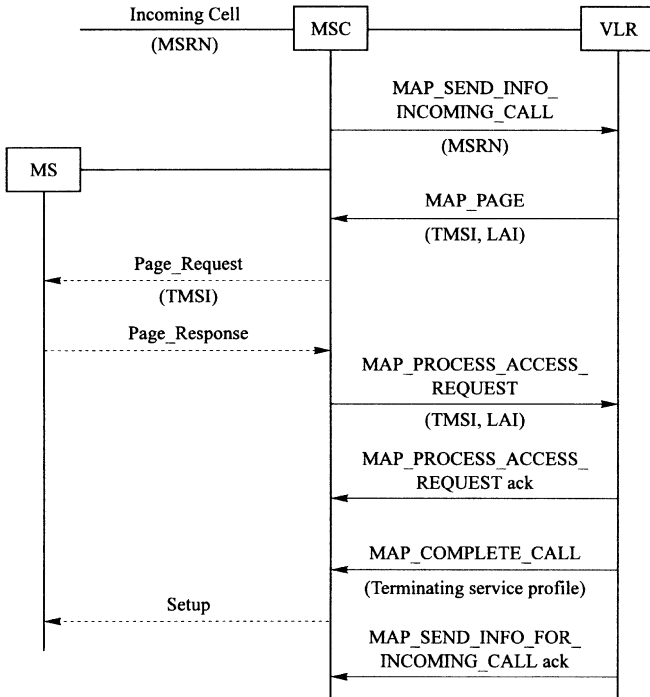 Incoming Cell
(MSRN)
MSC
VLR
MAP_SEND_INFO_
INCOMING_CALL
(MSRN)
MS
MAP_PAGE
(TMSI, LAI)
Page_Request
(TMSI)
Page_Response
MAP_PROCESS_ACCESS_
REQUEST
(TMSI, LAI)
MAP_PROCESS_ACCESS_
REQUEST ack
MAP_COMPLETE_CALL
(Terminating service profile)
Setup
MAP_SEND_INFO_FOR_
INCOMING_CALL ack